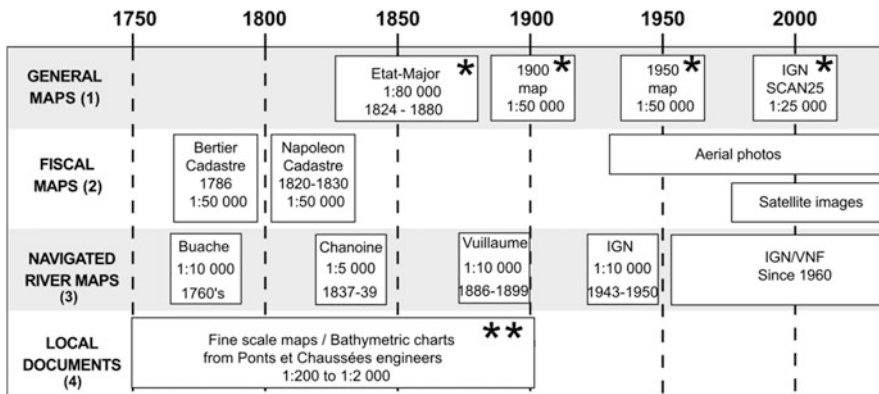 1750 1800 1850 1900 1950 2000
GENERAL
MAPS (1)
Etat-Major *
1:80 000
1824 - 1880
1900 *
map
1:50 000
1950 *
map
1:50 000
IGN *
SCAN25
1:25 000
FISCAL
MAPS (2)
Bertier
Cadastre
1786
1:50 000
Napoleon
Cadastre
1820-1830
1:50 000
Aerial photos
Satellite images
NAVIGATED
RIVER MAPS
(3)
Buache
1:10 000
1760's
Chanoine
1:5 000
1837-39
Vuillaume
1:10 000
1886-1899
IGN
1:10 000
1943-1950
IGN/VNF
Since 1960
LOCAL
DOCUMENTS
(4)
Fine scale maps / Bathymetric charts **
from Ponts et Chaussées engineers
1:200 to 1:2 000